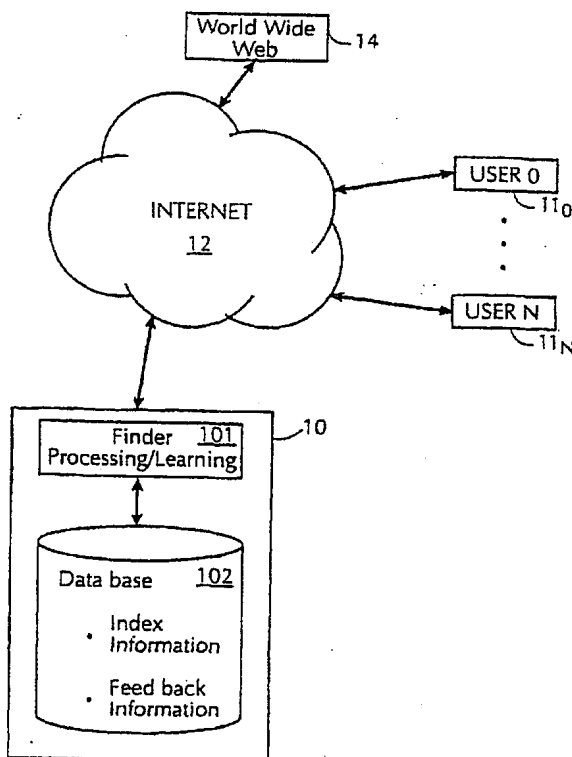 World Wide
Web
14
INTERNET
12
USER 0
11₀
USER N
11ɴ
10
Finder 101
Processing/Learning
Data base 102
• Index
Information
• Feed back
Information